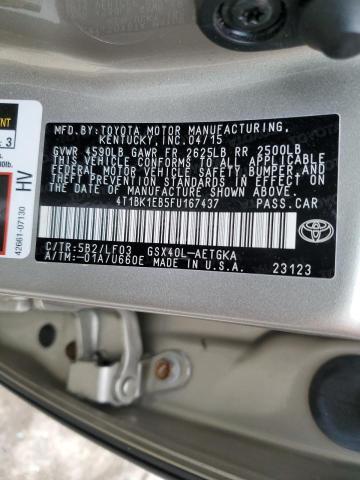 MFD.BY:TOYOTA MOTOR MANUFACTURING,
KENTUCKY,INC.04/15
GVWR 4590LB GAWR FR 2625LB RR 2500LB
THIS VEHICLE CONFORMS TO ALL APPLICABLE
FEDERAL MOTOR VEHICLE SAFETY, BUMPER, AND
THEFT PREVENTION STANDARDS IN EFFECT ON
THE DATE OF MANUFACTURE SHOWN ABOVE.
4T1BK1EB5FU167437 PASS.CAR
C/TR:5B2/LF03 GSX40L-AETGKA
A/TM:-01A/U660E MADE IN U.S.A.
23123
TOYOTA
3
HV
42661-07130